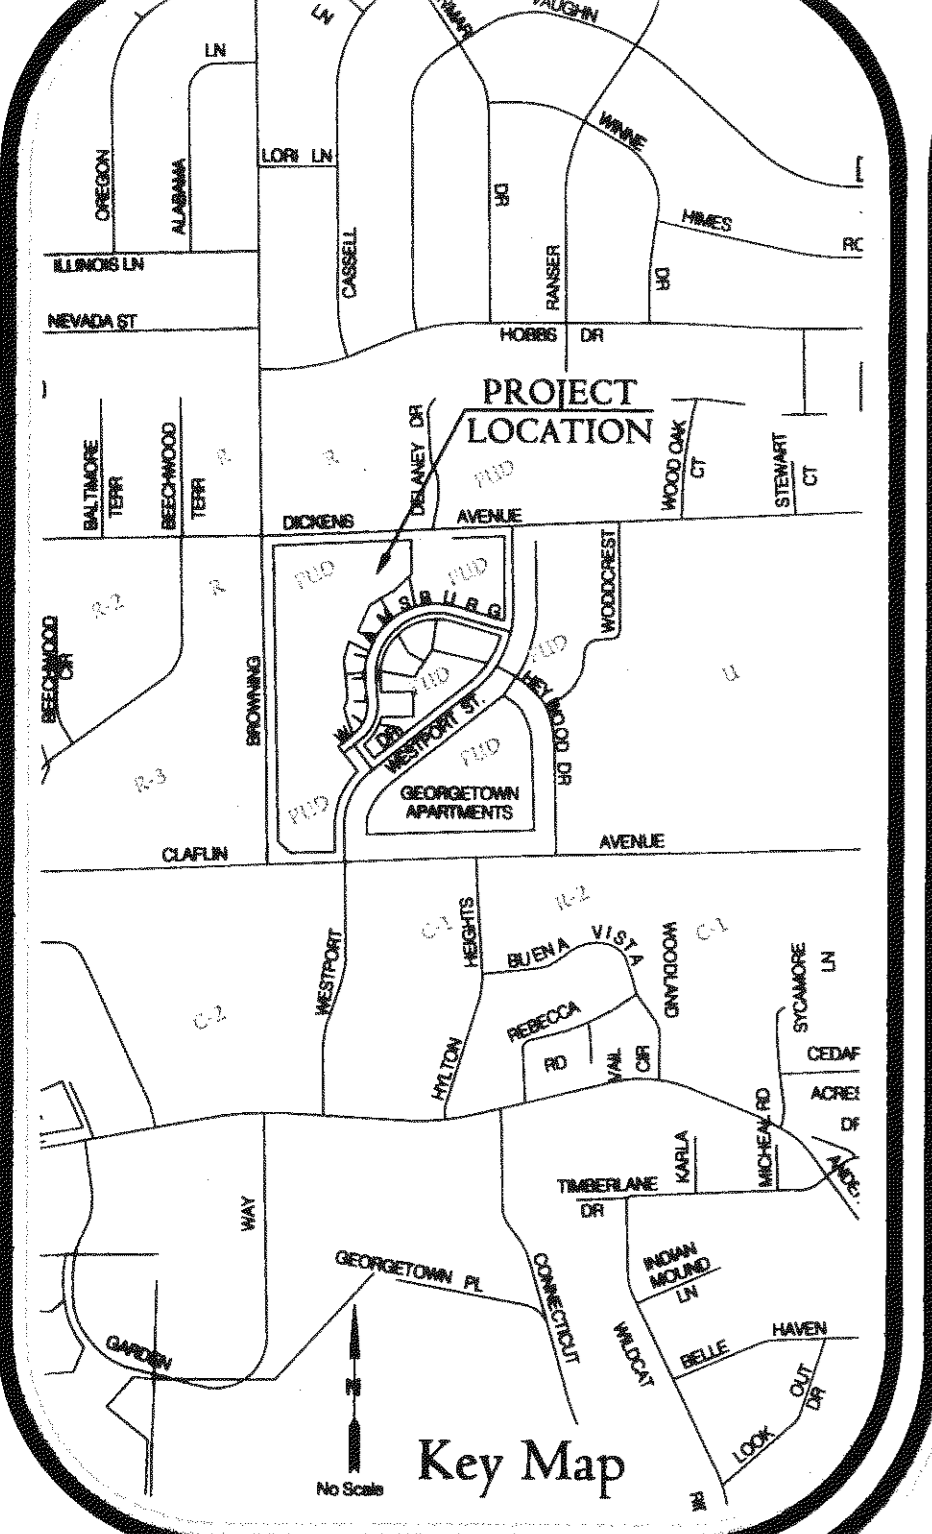 LN
VAUGHN
LN
WINNE
LORI LN
OREGON
ALABAMA
DR
HIMES
CASSELL
RANSER
DR
ILLINOIS LN
NEVADA ST
HOBBS DR
PROJECT
LOCATION
DELANEY DR
BALTIMORE
TERR
BEECHWOOD
TERR
R
R
PUD
WOOD OAK
CT
STEWART
CT
DICKENS AVENUE
PUD
PUD
WOODCREST
R-2
R
BEECHWOOD
CIR
BROWNING
W I L L I A M S B U R G
DR
PUD
PUD
U
HEYWOOD DR
WESTPORT ST.
PUD
R-3
PUD
GEORGETOWN
APARTMENTS
CLAFLIN AVENUE
C-1
R-2
C-1
HEIGHTS
BUENA VISTA
WOODLAND
SYCAMORE
LN
WESTPORT
C-2
REBECCA
RD
VAIL
CIR
HYLTON
CEDAR
ACRES
DR
MICHEAL RD
KARLA
TIMBERLANE
DR
WAY
GEORGETOWN PL
CONNECTICUT
INDIAN
MOUND
LN
WILDCAT
GARDEN
BELLE HAVEN
OUT
DR
LOOK
N
No Scale
Key Map